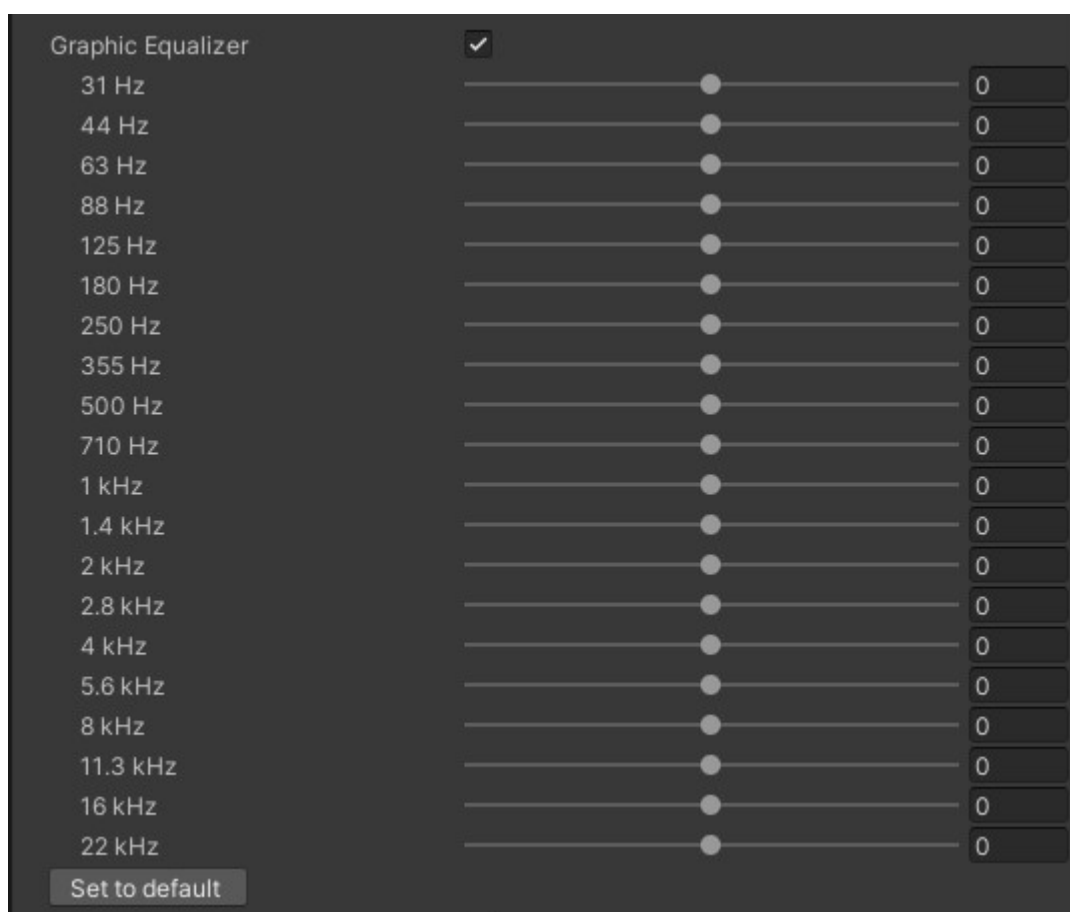 Graphic Equalizer
31 Hz 0
44 Hz 0
63 Hz 0
88 Hz 0
125 Hz 0
180 Hz 0
250 Hz 0
355 Hz 0
500 Hz 0
710 Hz 0
1 kHz 0
1.4 kHz 0
2 kHz 0
2.8 kHz 0
4 kHz 0
5.6 kHz 0
8 kHz 0
11.3 kHz 0
16 kHz 0
22 kHz 0
Set to default